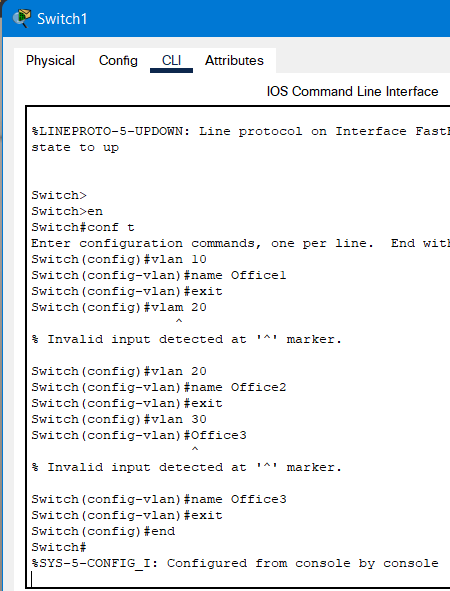 Switch1
Physical Config CLI Attributes
IOS Command Line Interface
%LINEPROTO-5-UPDOWN: Line protocol on Interface
state to up
Switch>
Switch>en
Switch#conf t
Enter configuration commands, one per line. End
Switch(config)#vlan 10
Switch(config-vlan)#name Office1
Switch(config-vlan)#exit
Switch(config)#vlam 20
^
% Invalid input detected at '^' marker.
Switch(config)#vlan 20
Switch(config-vlan)#name Office2
Switch(config-vlan)#exit
Switch(config)#vlan 30
Switch(config-vlan)#Office3
^
% Invalid input detected at '^' marker.
Switch(config-vlan)#name Office3
Switch(config-vlan)#exit
Switch(config)#end
Switch#
%SYS-5-CONFIG_I: Configured from console by console